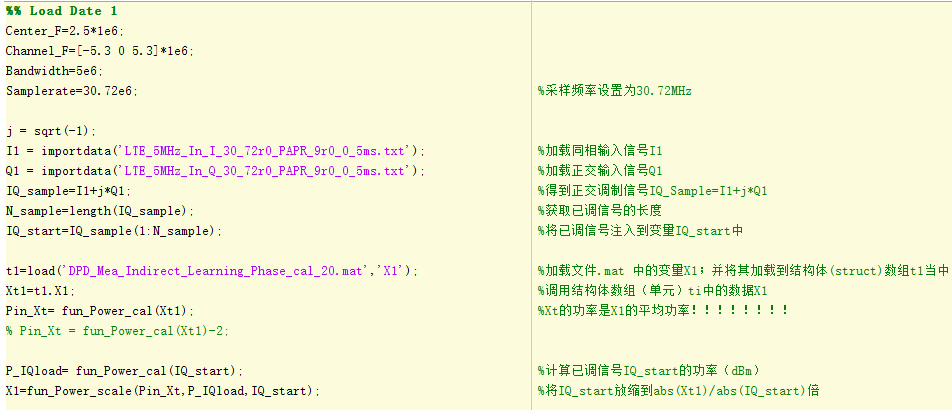 %% Load Date 1
Center_F=2.5*1e6;
Channel_F=[-5.3 0 5.3]*1e6;
Bandwidth=5e6;
Samplerate=30.72e6; %采样频率设置为30.72MHz
j = sqrt(-1);
I1 = importdata('LTE_5MHz_In_I_30_72r0_PAPR_9r0_0_5ms.txt'); %加载同相输入信号I1
Q1 = importdata('LTE_5MHz_In_Q_30_72r0_PAPR_9r0_0_5ms.txt'); %加载正交输入信号Q1
IQ_sample=I1+j*Q1; %得到正交调制信号IQ_Sample=I1+j*Q1
N_sample=length(IQ_sample); %获取已调信号的长度
IQ_start=IQ_sample(1:N_sample); %将已调信号注入到变量IQ_start中
t1=load('DPD_Mea_Indirect_Learning_Phase_cal_20.mat','X1'); %加载文件.mat 中的变量X1；并将其加载到结构体(struct)数组t1当中
Xt1=t1.X1; %调用结构体数组（单元）ti中的数据X1
Pin_Xt= fun_Power_cal(Xt1); %Xt的功率是X1的平均功率！！！！！！！！
% Pin_Xt = fun_Power_cal(Xt1)-2;
P_IQload= fun_Power_cal(IQ_start); %计算已调信号IQ_start的功率（dBm）
X1=fun_Power_scale(Pin_Xt,P_IQload,IQ_start); %将IQ_start放缩到abs(Xt1)/abs(IQ_start)倍